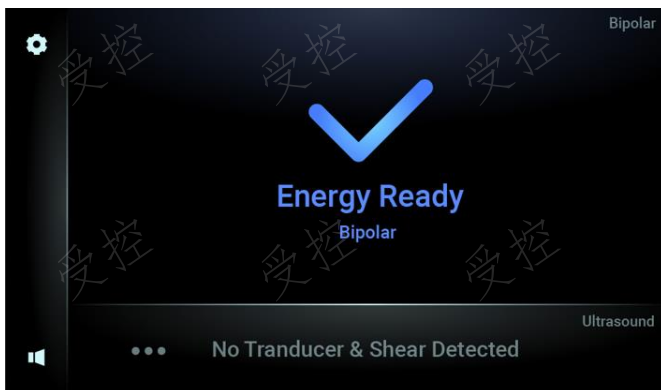 Bipolar
受控 受控 受控
Energy Ready
Bipolar
受控 受控 受控
Ultrasound
No Tranducer & Shear Detected